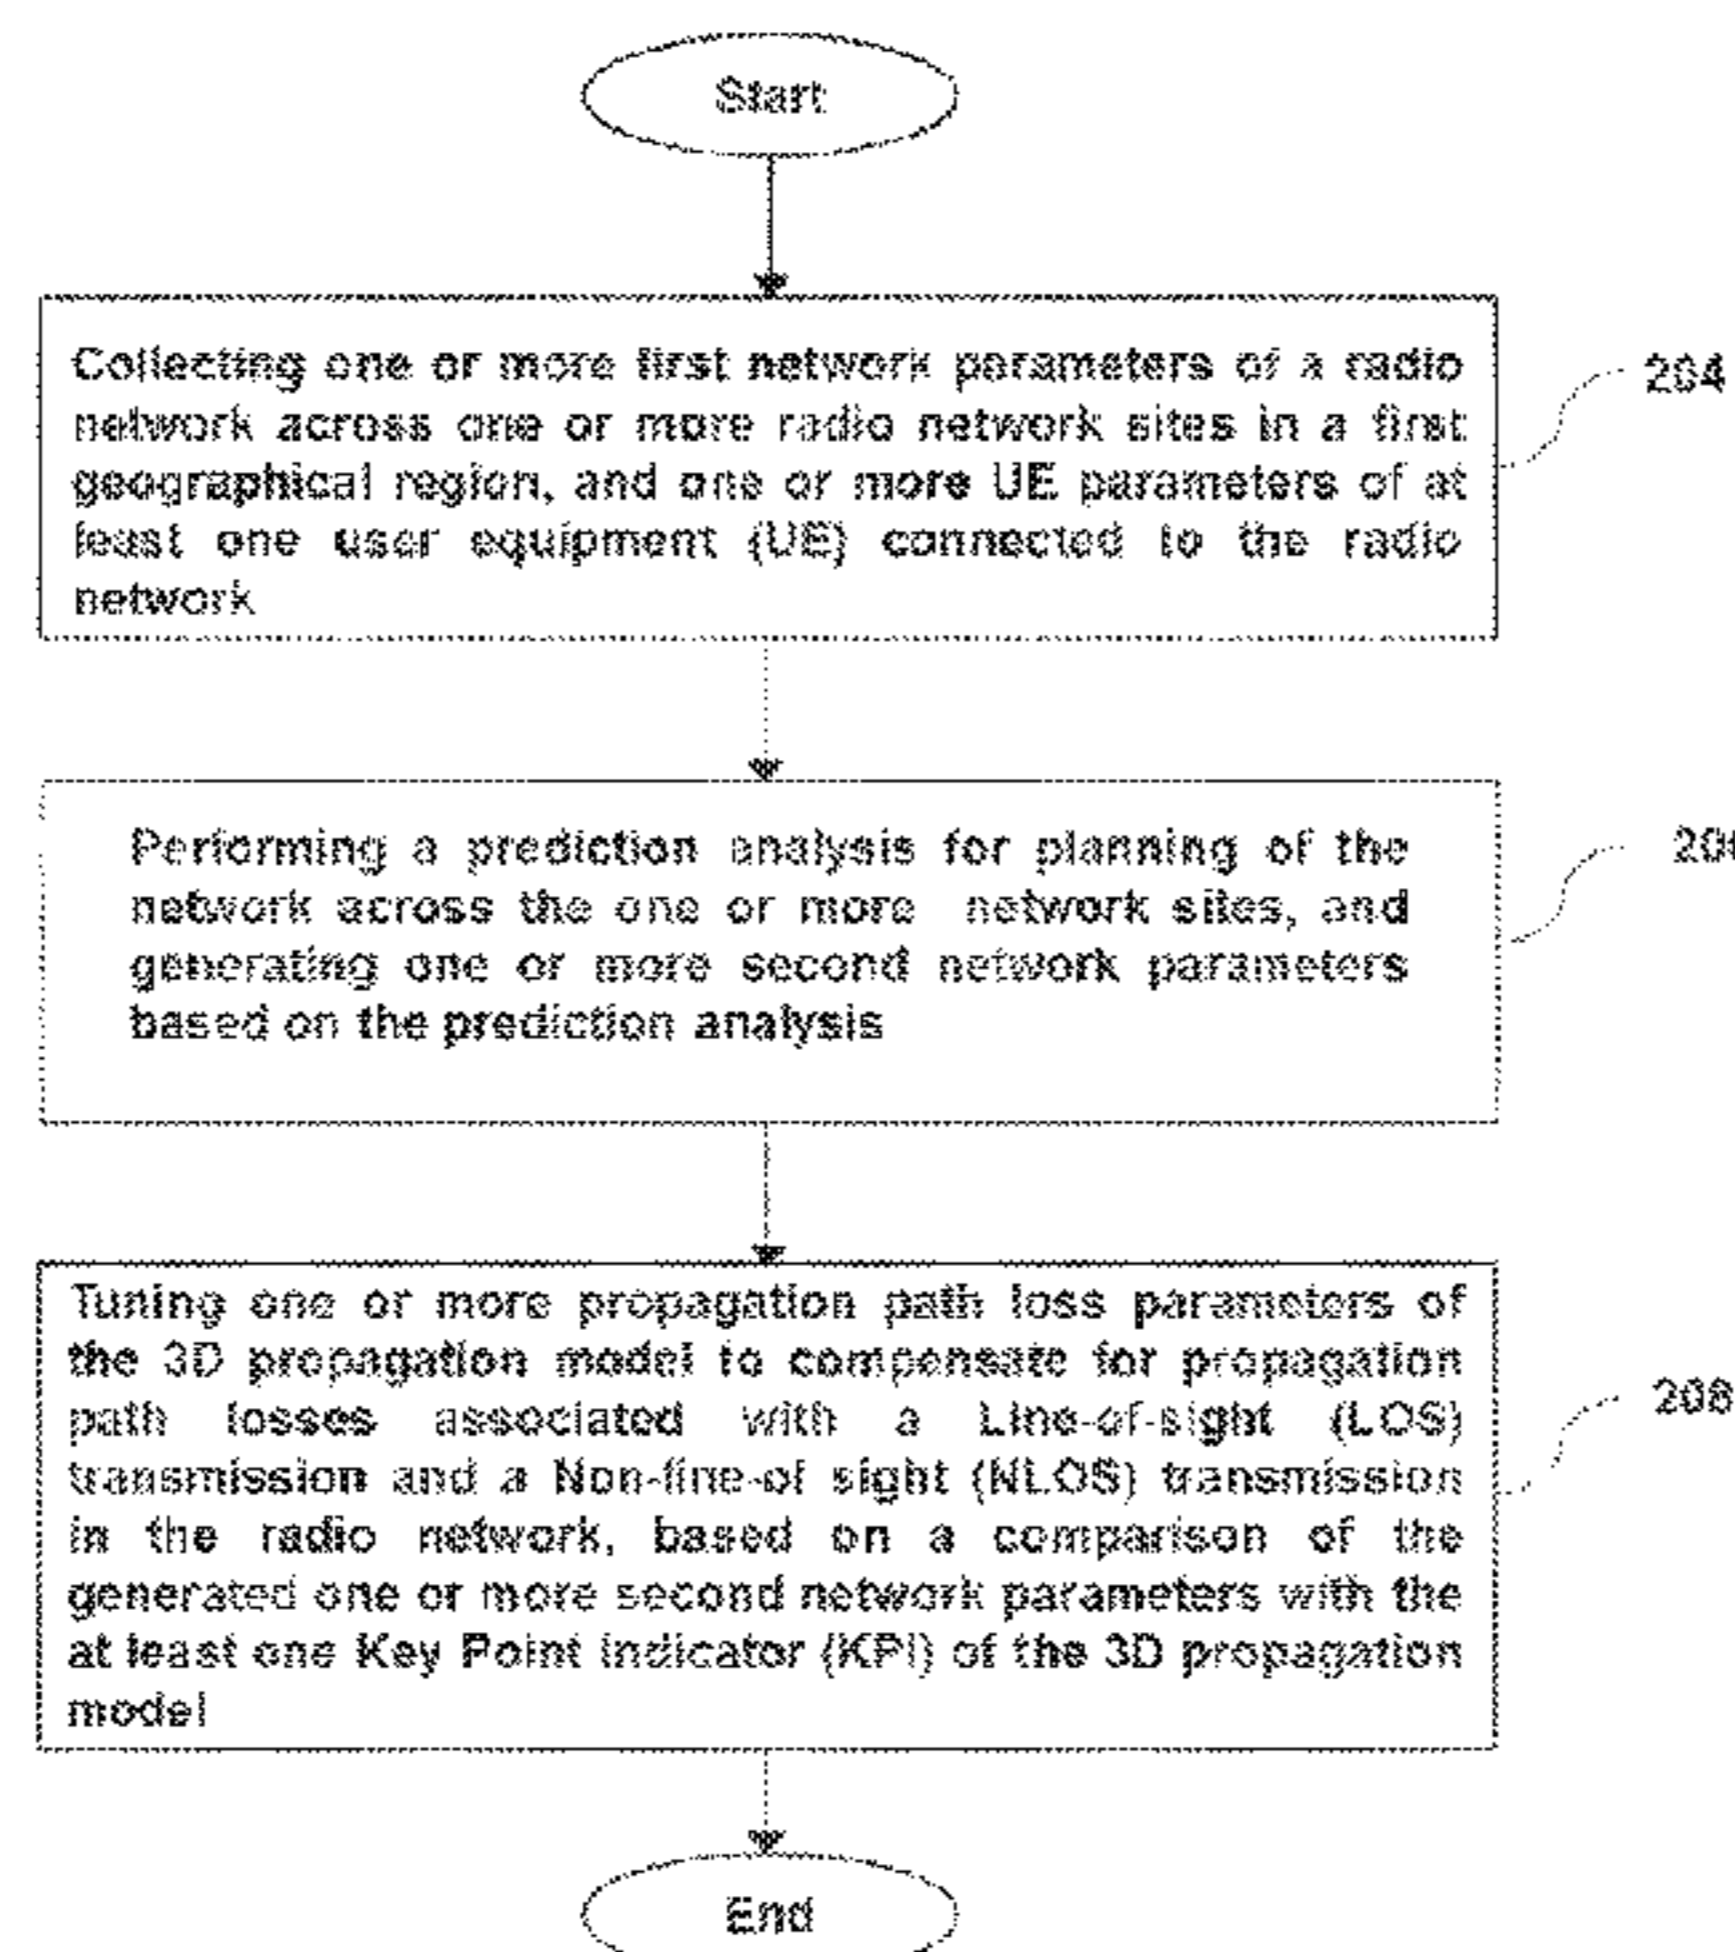 Start
Collecting one or more first network parameters of a radio
network across one or more radio network sites in a first
geographical region, and one or more UE parameters of at
least one user equipment (UE) connected to the radio
network
204
Performing a prediction analysis for planning of the
network across the one or more network sites, and
generating one or more second network parameters
based on the prediction analysis
Tuning one or more propagation path loss parameters of
the 3D propagation model to compensate for propagation
path losses associated with a Line-of-sight (LOS)
transmission and a Non-line-of sight (NLOS) transmission
in the radio network, based on a comparison of the
generated one or more second network parameters with the
at least one Key Point Indicator (KPI) of the 3D propagation
model
208
End